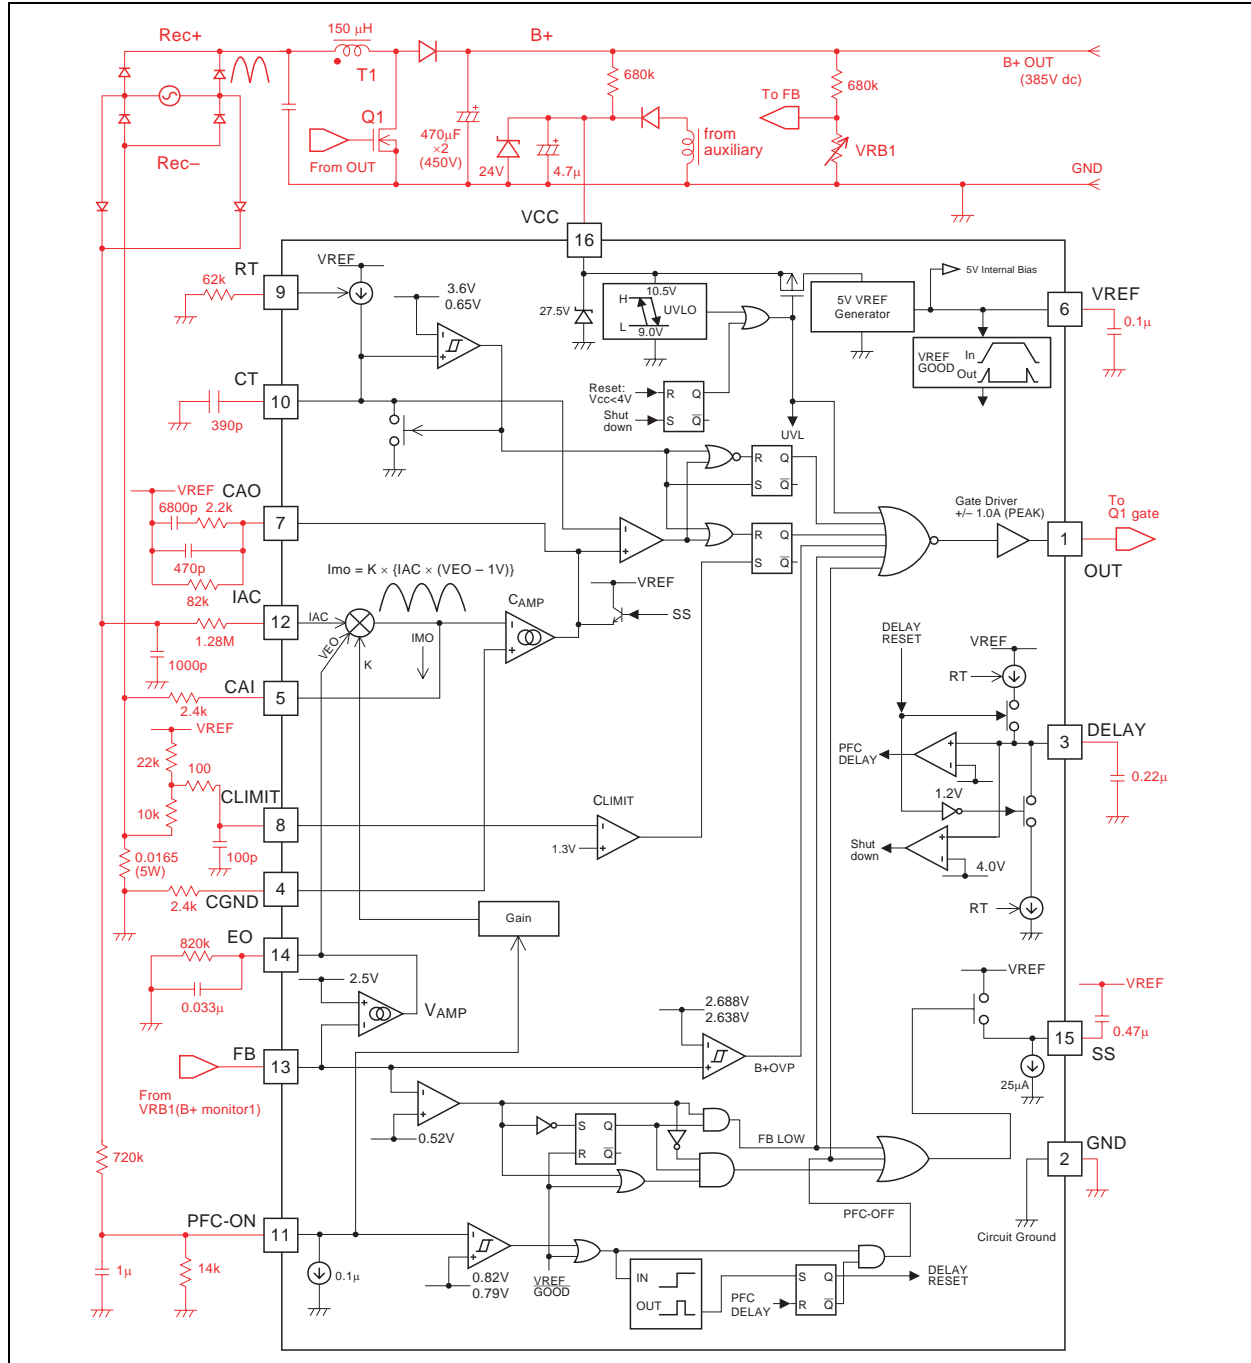 Rec+
150 μH
T1
B+
B+ OUT
(385V dc)
680k
680k
To FB
Q1
470μF
×2
(450V)
from
auxiliary
VRB1
From OUT
24V
4.7μ
Rec–
GND
VCC
16
RT
9
62k
VREF
3.6V
0.65V
27.5V
H
10.5V
UVLO
L
9.0V
5V VREF
Generator
5V Internal Bias
6
VREF
0.1μ
VREF
GOOD
In
Out
CT
10
390p
Reset:
Vcc<4V
Shut
down
R
Q
S
Q
UVL
R
Q
S
Q
VREF
CAO
6800p
2.2k
7
470p
82k
R
Q
S
Q
Gate Driver
+/– 1.0A (PEAK)
1
To
Q1 gate
OUT
Imo = K × {IAC × (VEO – 1V)}
IAC
12
IAC
1.28M
VEO
K
IMO
CAMP
VREF
SS
1000p
CAI
5
2.4k
DELAY
RESET
VREF
RT
DELAY
3
0.22μ
PFC
DELAY
1.2V
Shut
down
4.0V
RT
VREF
22k
100
10k
CLIMIT
8
CLIMIT
1.3V
0.0165
(5W)
100p
4
CGND
2.4k
Gain
EO
14
820k
0.033μ
2.5V
VAMP
VREF
VREF
0.47μ
15
SS
25μA
2.688V
2.638V
B+OVP
FB
13
From
VRB1(B+ monitor1)
0.52V
S
Q
R
Q
FB LOW
GND
2
Circuit Ground
720k
PFC-ON
11
PFC-OFF
1μ
14k
0.1μ
0.82V
0.79V
VREF
GOOD
IN
OUT
PFC
DELAY
S
Q
R
Q
DELAY
RESET